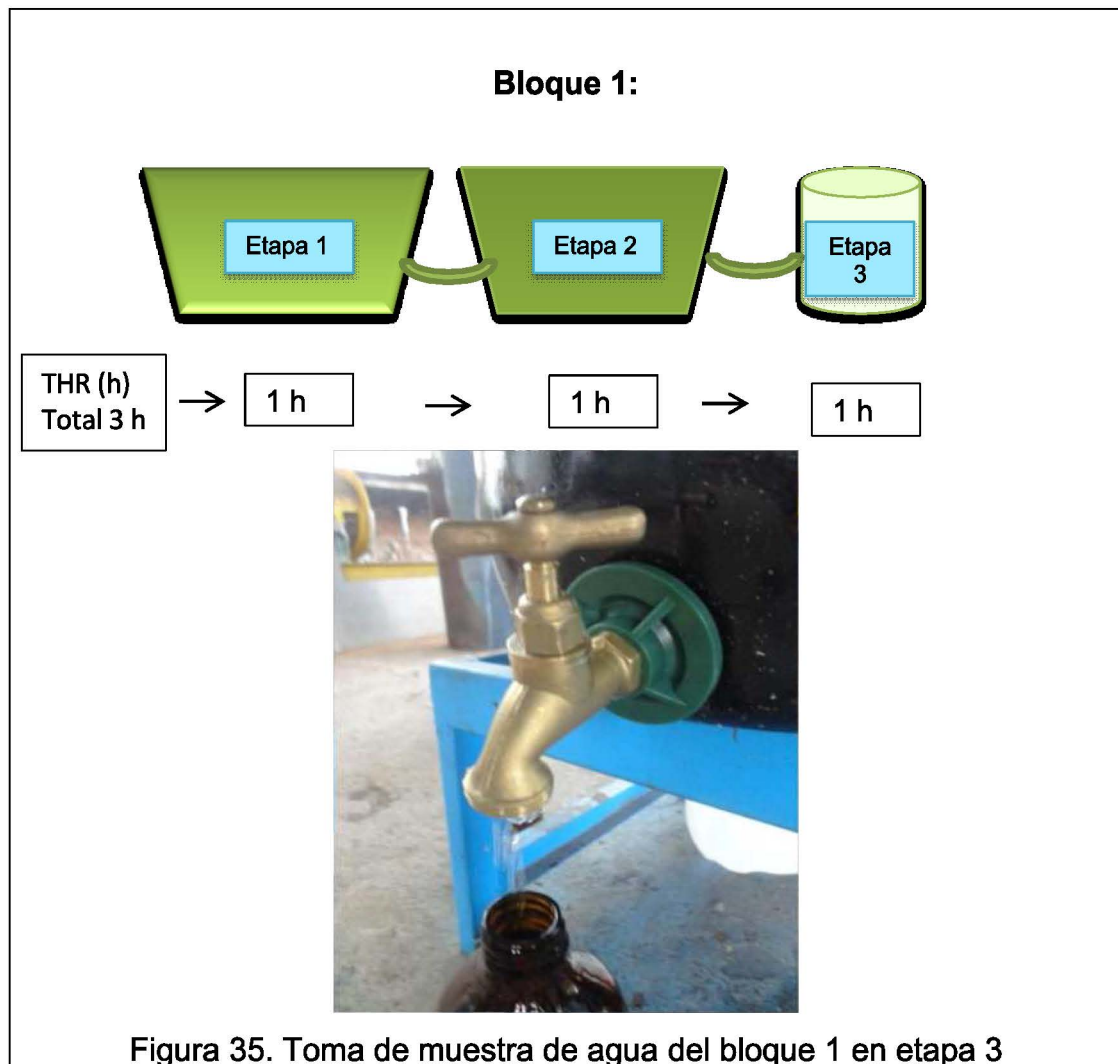 Bloque 1:
Etapa 1
Etapa 2
Etapa
3
THR (h)
Total 3 h
1 h
1 h
1 h
Figura 35. Toma de muestra de agua del bloque 1 en etapa 3